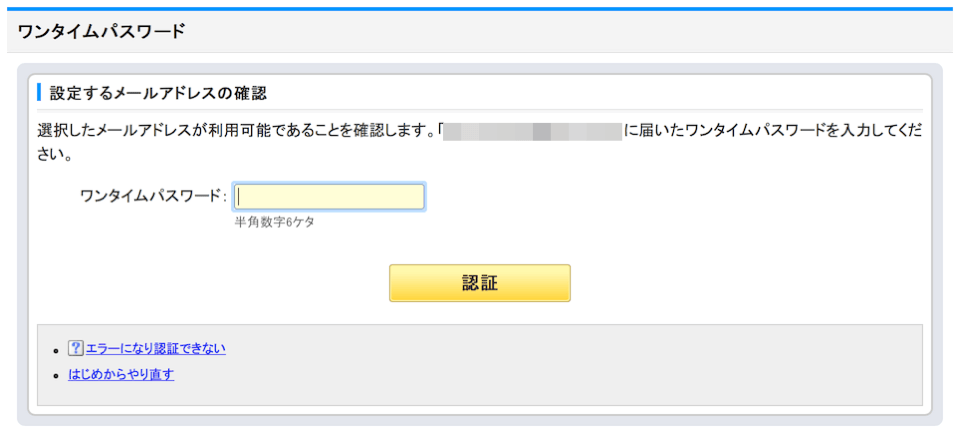 ワンタイムパスワード
設定するメールアドレスの確認
選択したメールアドレスが利用可能であることを確認します。「 に届いたワンタイムパスワードを入力してくだ
さい。
ワンタイムパスワード:
半角数字6ケタ
認証
エラーになり認証できない
はじめからやり直す